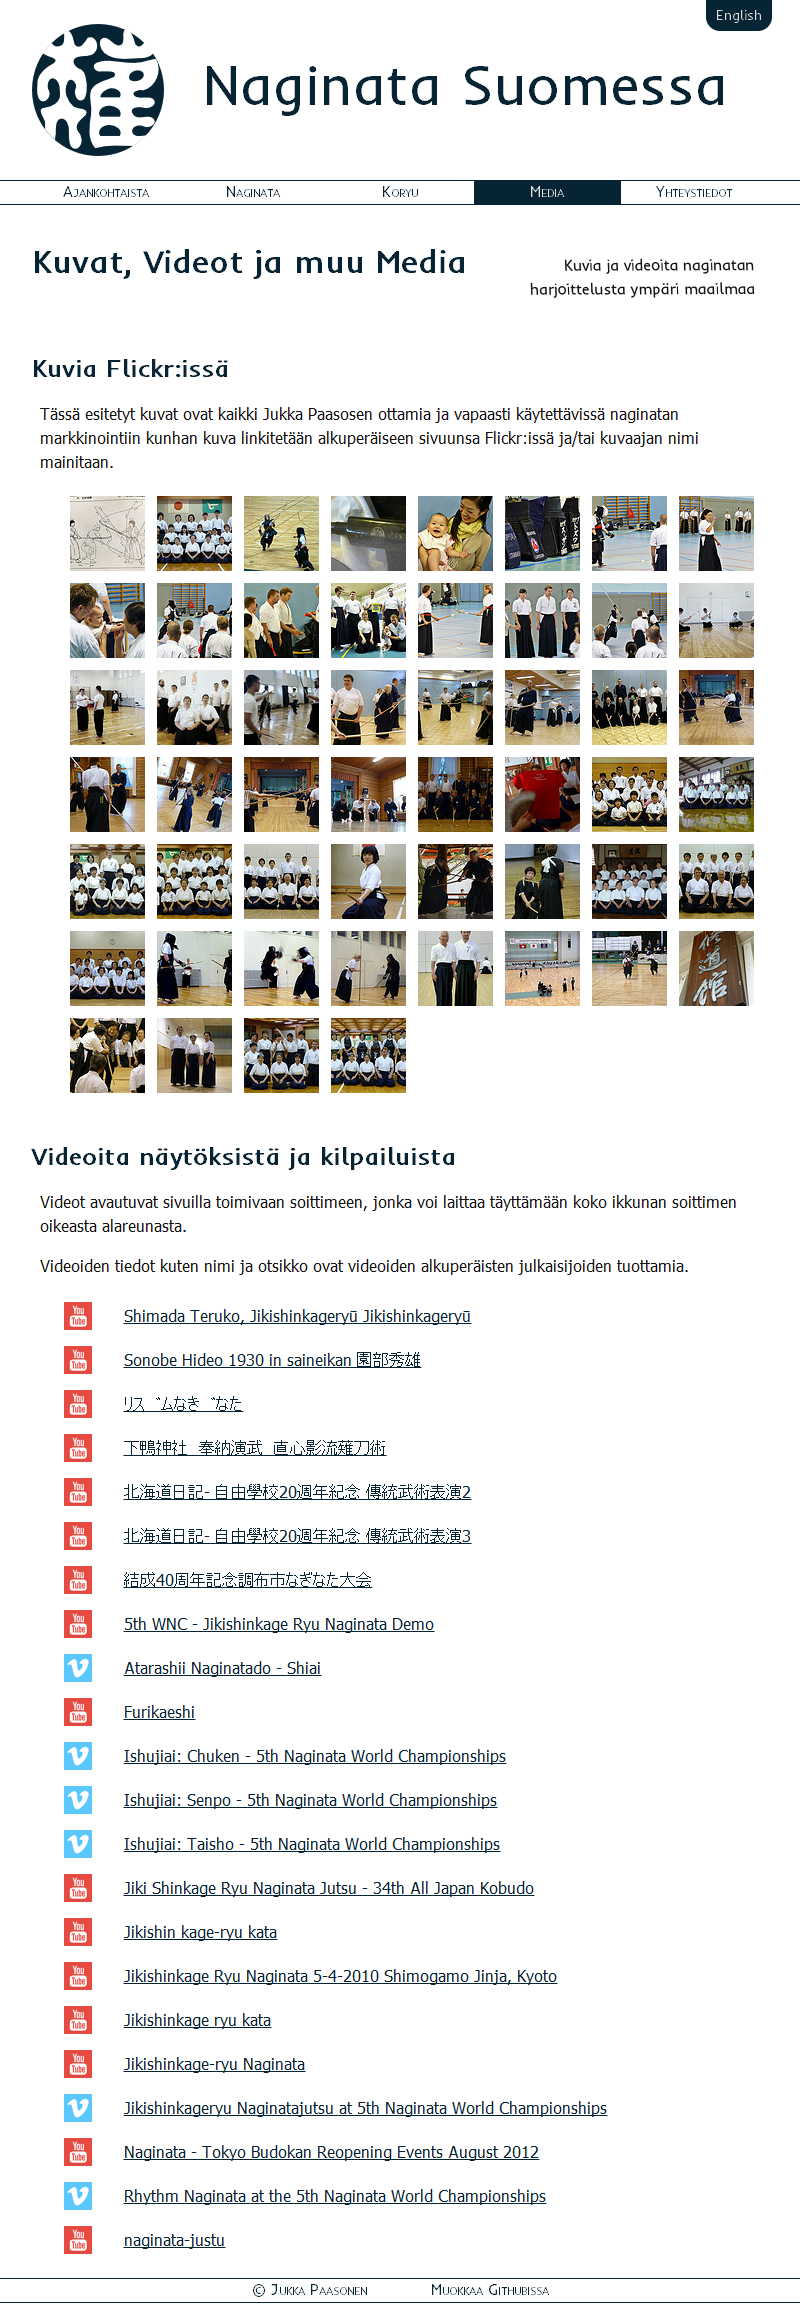 English
Naginata Suomessa
Ajankohtaista
Naginata
Koryu
Media
Yhteystiedot
Kuvat, Videot ja muu Media
Kuvia ja videoita naginatan
harjoittelusta ympäri maailmaa
Kuvia Flickr:issä
Tässä esitetyt kuvat ovat kaikki Jukka Paasosen ottamia ja vapaasti käytettävissä naginatan
markkinointiin kunhan kuva linkitetään alkuperäiseen sivuunsa Flickr:issä ja/tai kuvaajan nimi
mainitaan.
Videoita näytöksistä ja kilpailuista
Videot avautuvat sivuilla toimivaan soittimeen, jonka voi laittaa täyttämään koko ikkunan soittimen
oikeasta alareunasta.
Videoiden tiedot kuten nimi ja otsikko ovat videoiden alkuperäisten julkaisijoiden tuottamia.
You Tube Shimada Teruko, Jikishinkageryū Jikishinkageryū
You Tube Sonobe Hideo 1930 in saineikan 園部秀雄
You Tube リズムなぎなた
You Tube 下鴨神社 奉納演武 直心影流薙刀術
You Tube 北海道日記- 自由學校20週年紀念 傳統武術表演2
You Tube 北海道日記- 自由學校20週年紀念 傳統武術表演3
You Tube 結成40周年記念調布市なぎなた大会
You Tube 5th WNC - Jikishinkage Ryu Naginata Demo
Atarashii Naginatado - Shiai
You Tube Furikaeshi
Ishujiai: Chuken - 5th Naginata World Championships
Ishujiai: Senpo - 5th Naginata World Championships
Ishujiai: Taisho - 5th Naginata World Championships
You Tube Jiki Shinkage Ryu Naginata Jutsu - 34th All Japan Kobudo
You Tube Jikishin kage-ryu kata
You Tube Jikishinkage Ryu Naginata 5-4-2010 Shimogamo Jinja, Kyoto
You Tube Jikishinkage ryu kata
You Tube Jikishinkage-ryu Naginata
Jikishinkageryu Naginatajutsu at 5th Naginata World Championships
You Tube Naginata - Tokyo Budokan Reopening Events August 2012
Rhythm Naginata at the 5th Naginata World Championships
You Tube naginata-justu
© Jukka Paasonen
Muokkaa Githubissa